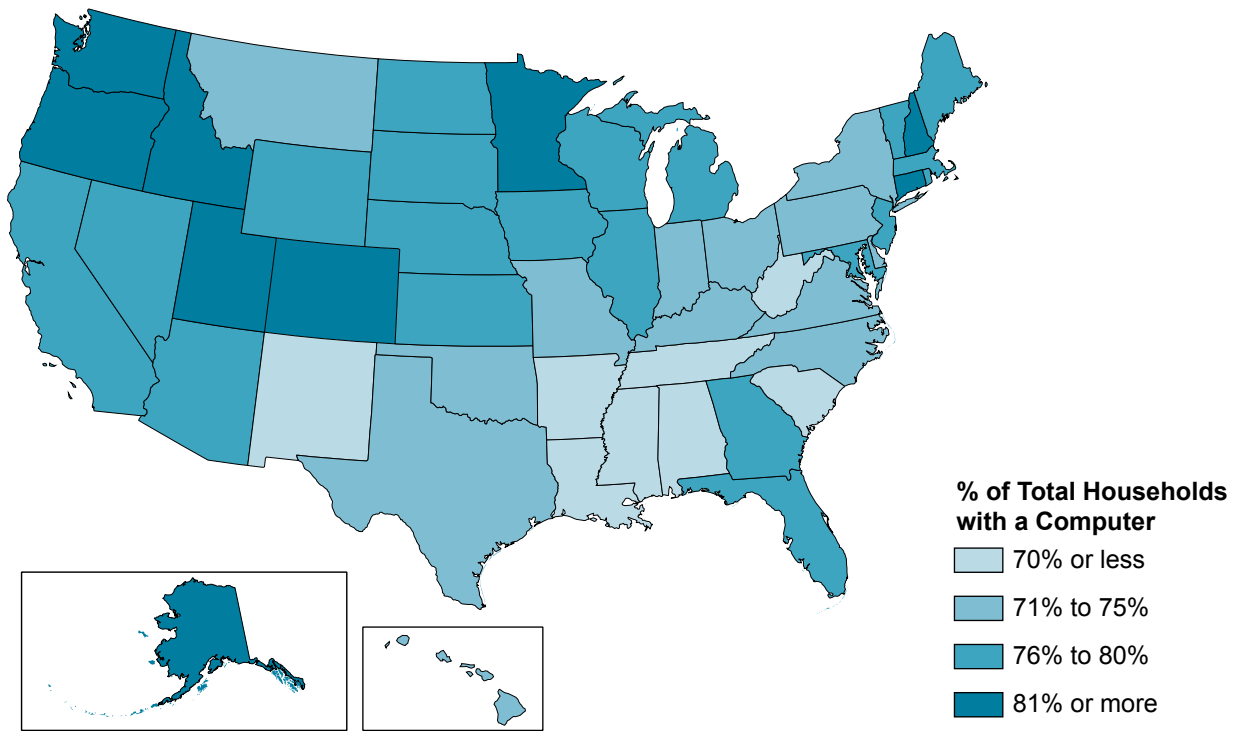 % of Total Households
with a Computer
70% or less
71% to 75%
76% to 80%
81% or more